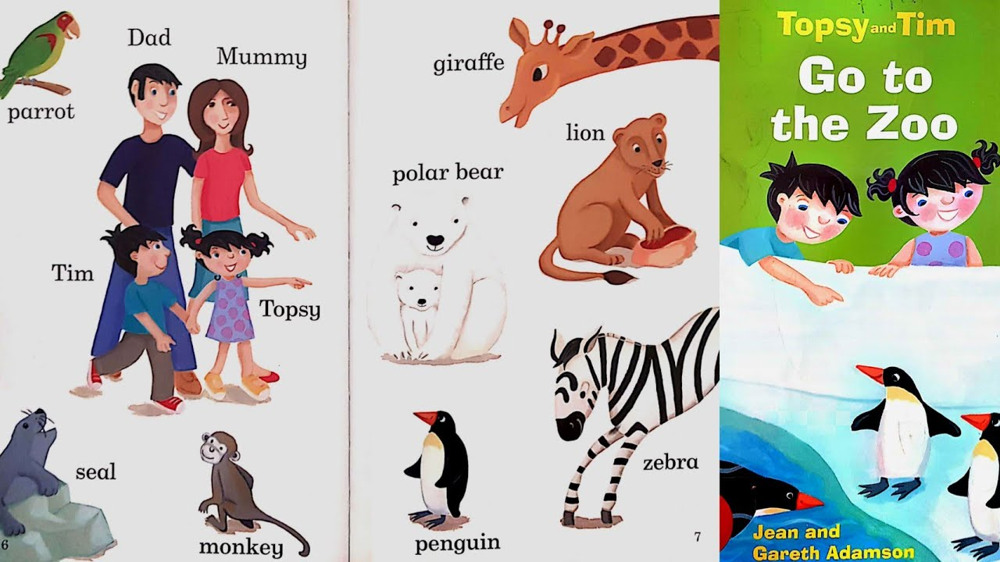 parrot
Dad
Mummy
Tim
Topsy
seal
monkey
6
giraffe
lion
polar bear
zebra
penguin
7
Topsy and Tim
Go to
the Zoo
Jean and
Gareth Adamson